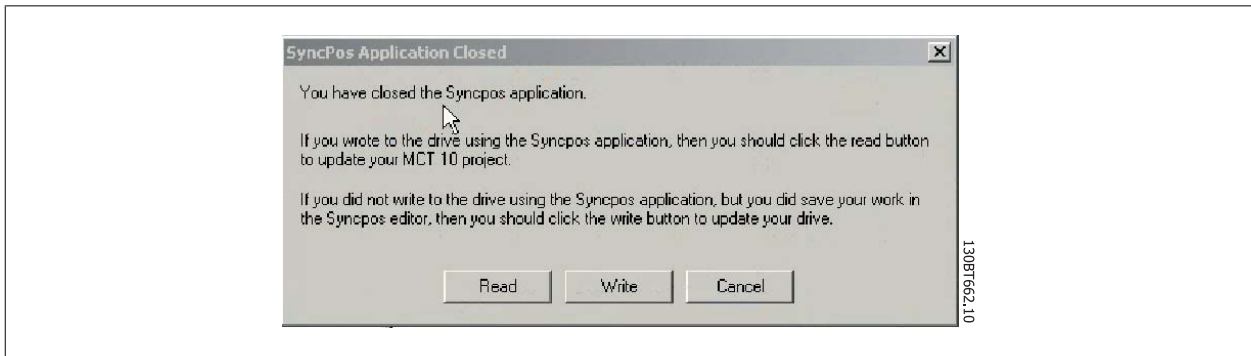 SyncPos Application Closed
You have closed the Syncpos application.
If you wrote to the drive using the Syncpos application, then you should click the read button
to update your MCT 10 project.
If you did not write to the drive using the Syncpos application, but you did save your work in
the Syncpos editor, then you should click the write button to update your drive.
Read Write Cancel
130BT662.10